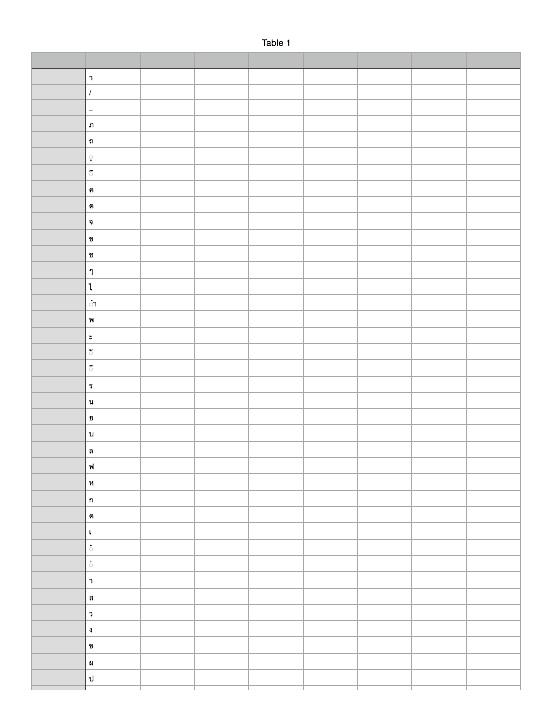 Table 1
ๅ
/
-
ภ
ถ
ุ
ึ
ค
ต
จ
ข
ช
ๆ
ไ
ำ
พ
ะ
ั
ี
ร
น
ย
บ
ล
ฟ
ห
ก
ด
เ
้
่
า
ส
ว
ง
ฃ
ผ
ป